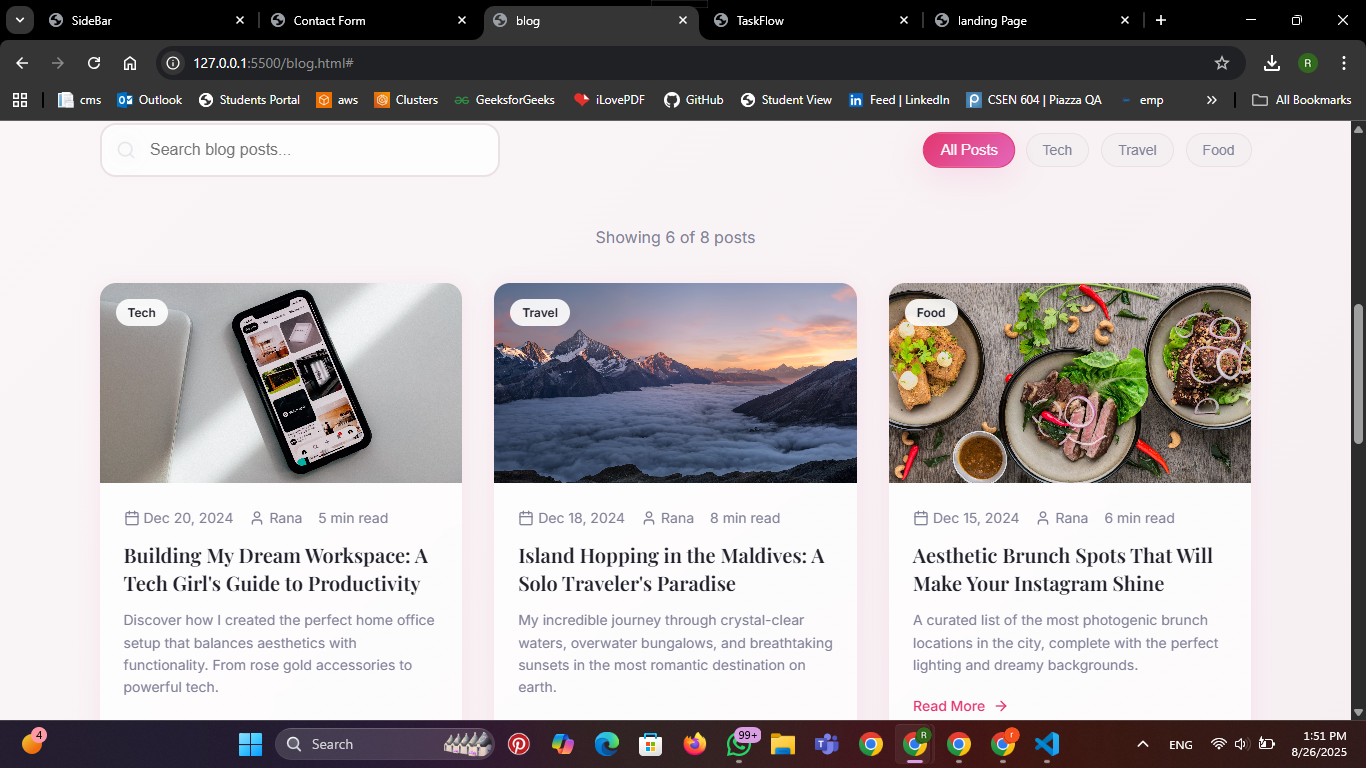 SideBar
Contact Form
blog
TaskFlow
landing Page
127.0.0.1:5500/blog.html#
R
cms
Outlook
Students Portal
aws
Clusters
GeeksforGeeks
iLovePDF
GitHub
Student View
Feed | LinkedIn
CSEN 604 | Piazza QA
emp
All Bookmarks
Search blog posts...
All Posts
Tech
Travel
Food
Showing 6 of 8 posts
Tech
Dec 20, 2024 Rana 5 min read
Building My Dream Workspace: A
Tech Girl's Guide to Productivity
Discover how I created the perfect home office
setup that balances aesthetics with
functionality. From rose gold accessories to
powerful tech.
Travel
Dec 18, 2024 Rana 8 min read
Island Hopping in the Maldives: A
Solo Traveler's Paradise
My incredible journey through crystal-clear
waters, overwater bungalows, and breathtaking
sunsets in the most romantic destination on
earth.
Food
Dec 15, 2024 Rana 6 min read
Aesthetic Brunch Spots That Will
Make Your Instagram Shine
A curated list of the most photogenic brunch
locations in the city, complete with the perfect
lighting and dreamy backgrounds.
Read More
4
Search
99+
R
r
ENG
1:51 PM
8/26/2025